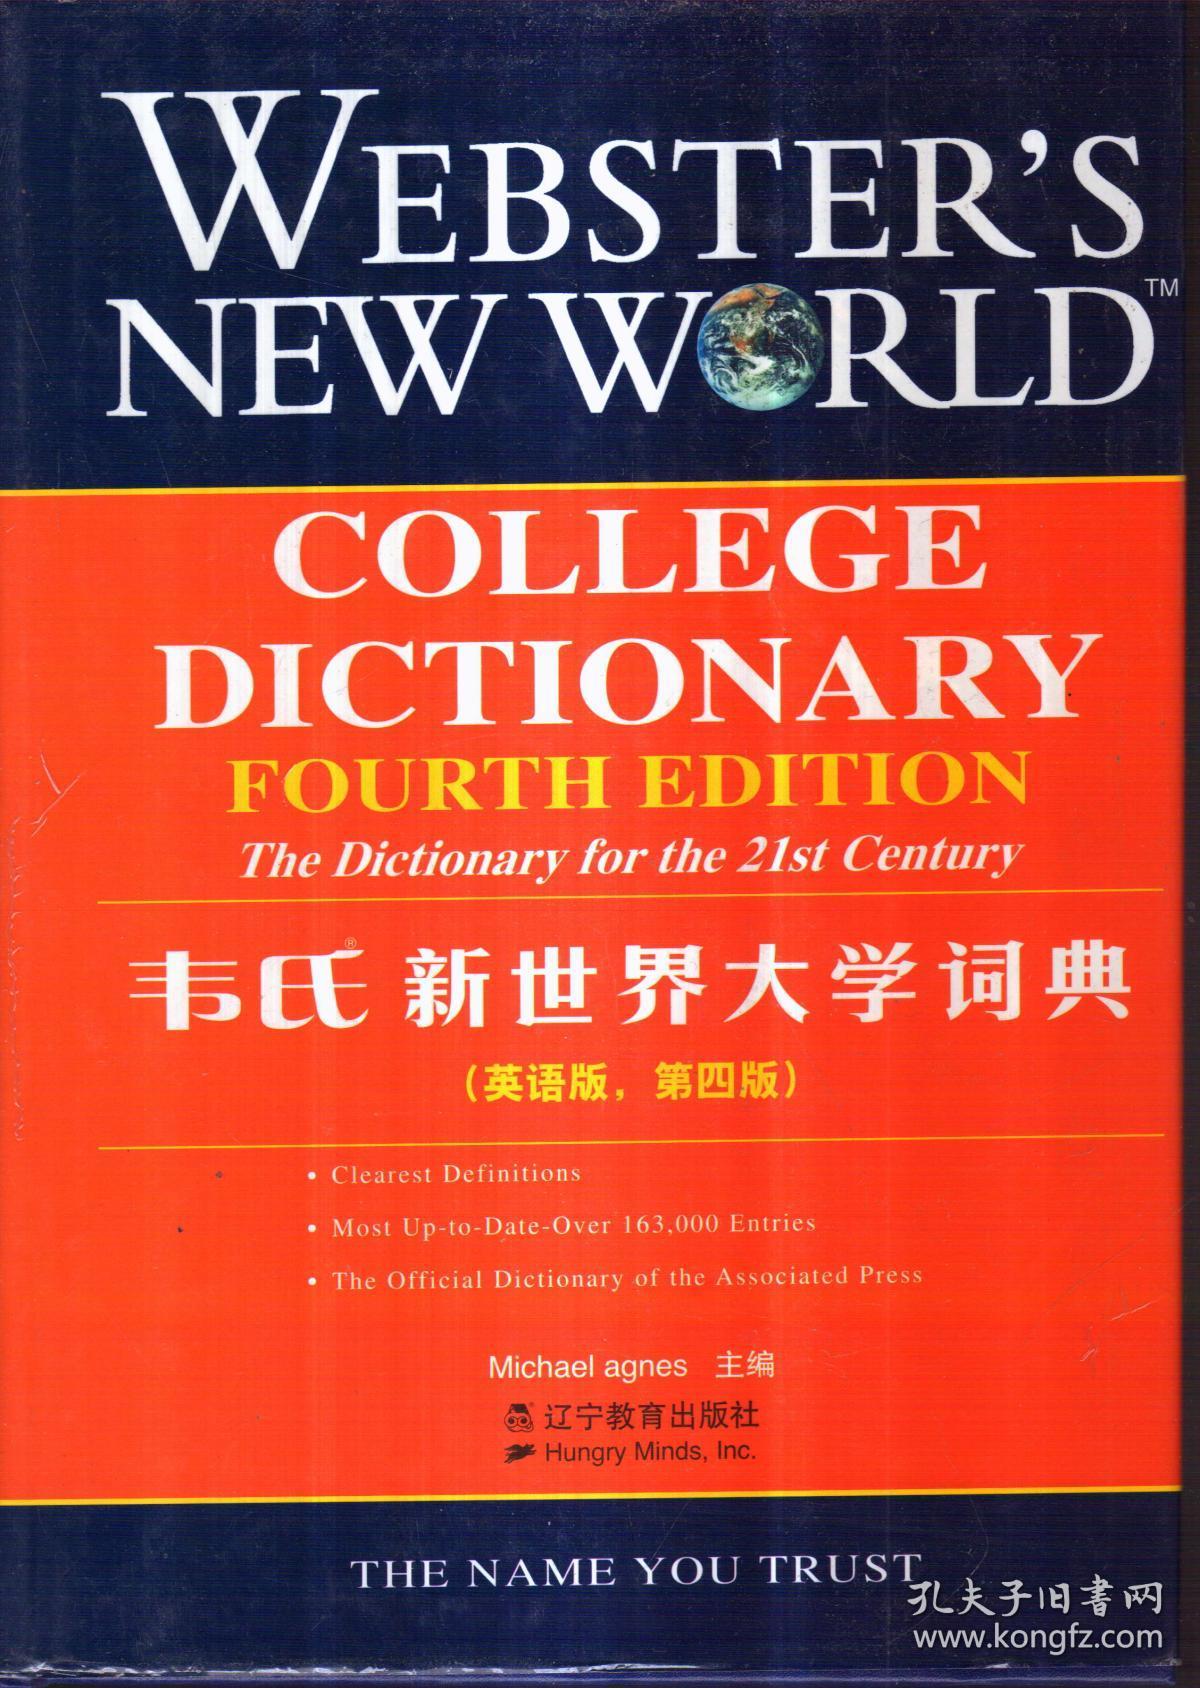 WEBSTER'S
NEW WORLD™
COLLEGE
DICTIONARY
FOURTH EDITION
The Dictionary for the 21st Century
韦氏® 新世界大学词典
(英语版，第四版)
• Clearest Definitions
• Most Up-to-Date-Over 163,000 Entries
• The Official Dictionary of the Associated Press
Michael agnes 主编
辽宁教育出版社
Hungry Minds, Inc.
THE NAME YOU TRUST
孔夫子旧書网
www.kongfz.com